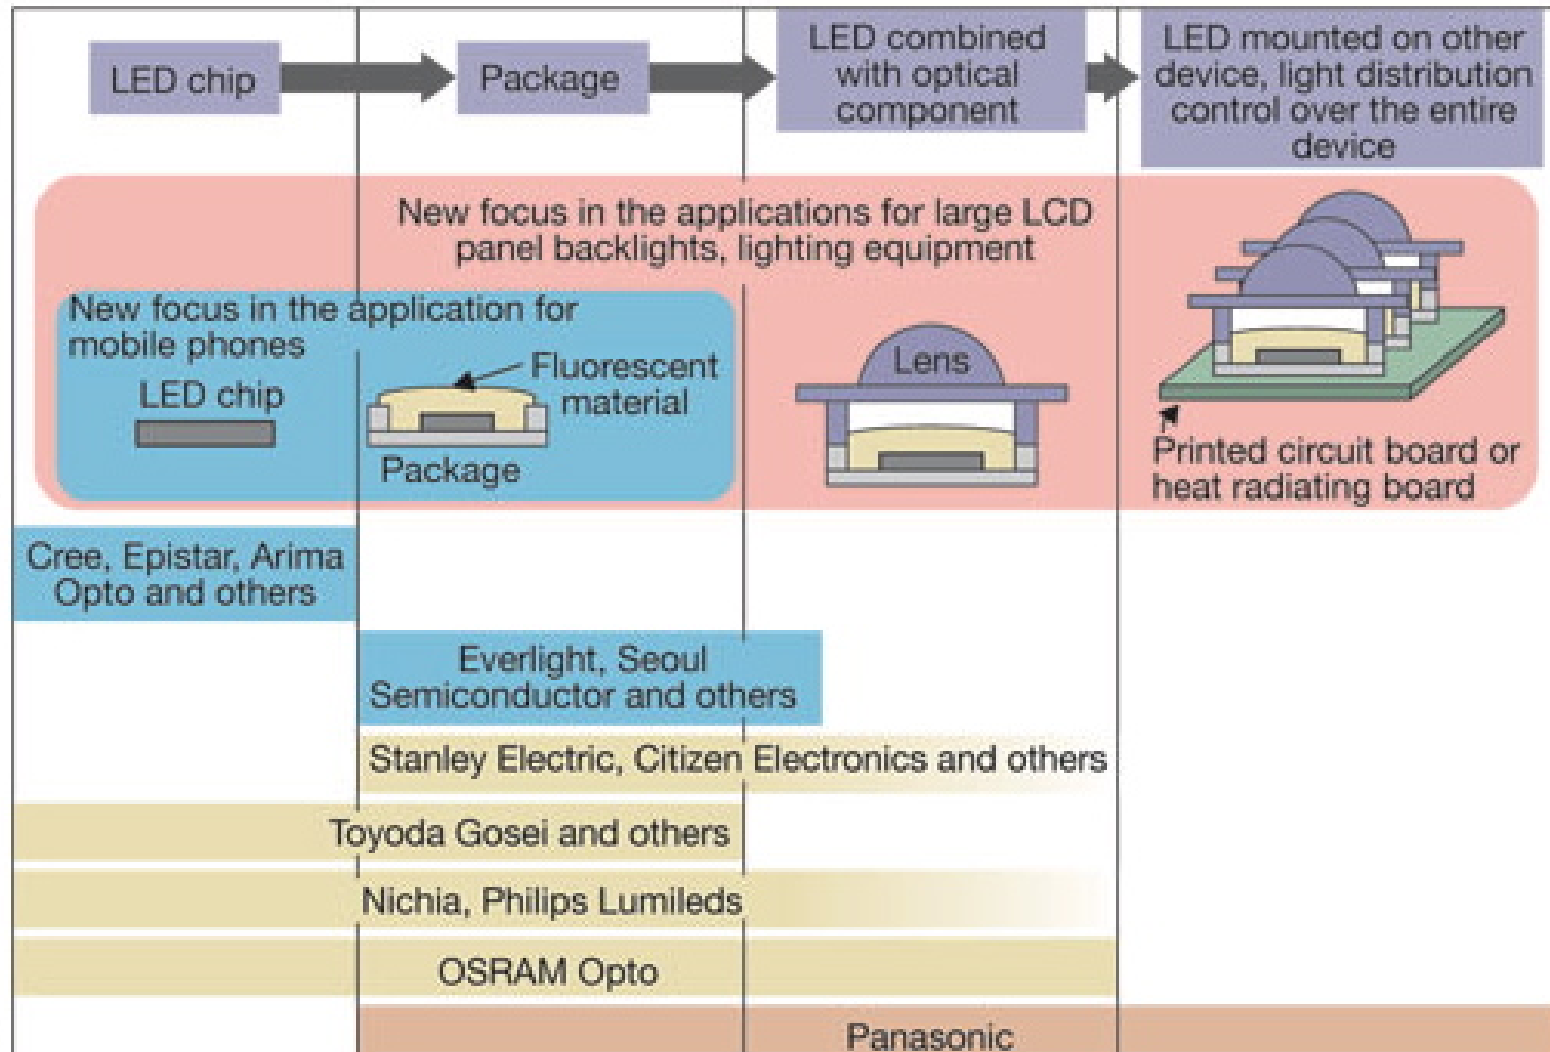 LED chip
Package
LED combined
with optical
component
LED mounted on other
device, light distribution
control over the entire
device
New focus in the applications for large LCD
panel backlights, lighting equipment
New focus in the application for
mobile phones
LED chip
Fluorescent
material
Package
Lens
Printed circuit board or
heat radiating board
Cree, Epistar, Arima
Opto and others
Everlight, Seoul
Semiconductor and others
Stanley Electric, Citizen Electronics and others
Toyoda Gosei and others
Nichia, Philips Lumileds
OSRAM Opto
Panasonic